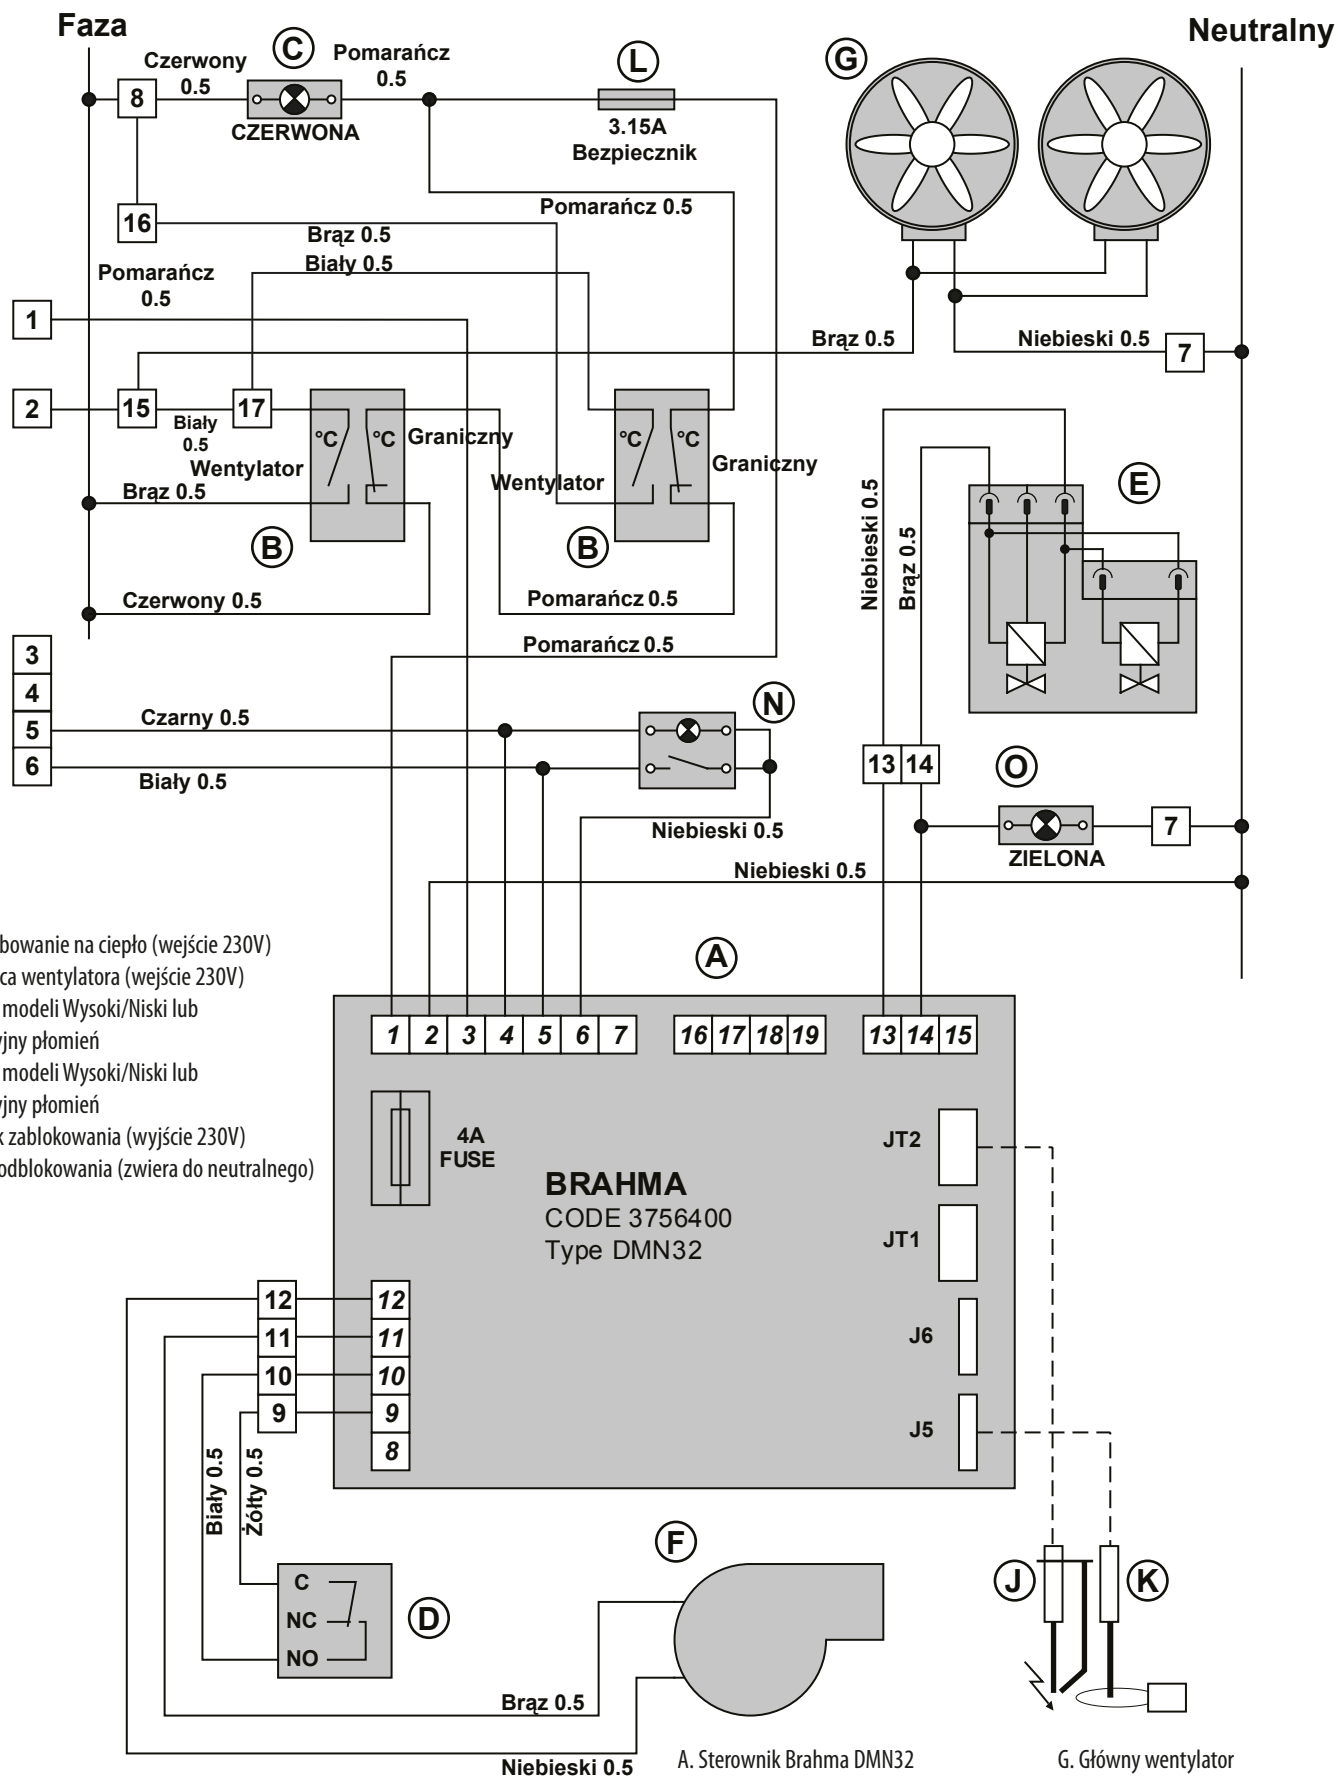 Faza
Neutralny
Czerwony
0.5
C
Pomarańcz
0.5
L
G
8
CZERWONA
3.15A
Bezpiecznik
Pomarańcz 0.5
16
Brąz 0.5
Biały 0.5
Pomarańcz
0.5
1
Brąz 0.5
Niebieski 0.5
7
2
15
Biały
0.5
17
°C
°C
Graniczny
Wentylator
°C
°C
Graniczny
Wentylator
Brąz 0.5
B
B
E
Niebieski 0.5
Brąz 0.5
Czerwony 0.5
Pomarańcz 0.5
Pomarańcz 0.5
3
4
5
6
Czarny 0.5
Biały 0.5
N
Niebieski 0.5
13
14
O
ZIELONA
7
Niebieski 0.5
bowanie na ciepło (wejście 230V)
ca wentylatora (wejście 230V)
modeli Wysoki/Niski lub
yjny płomień
modeli Wysoki/Niski lub
yjny płomień
k zablokowania (wyjście 230V)
odblokowania (zwiera do neutralnego)
A
1 2 3 4 5 6 7
16 17 18 19
13 14 15
4A
FUSE
BRAHMA
CODE 3756400
Type DMN32
JT2
JT1
J6
J5
12 12
11 11
10 10
9 9
8
Biały 0.5
Żółty 0.5
C
NC
NO
D
F
J
K
Brąz 0.5
Niebieski 0.5
A. Sterownik Brahma DMN32
G. Główny wentylator